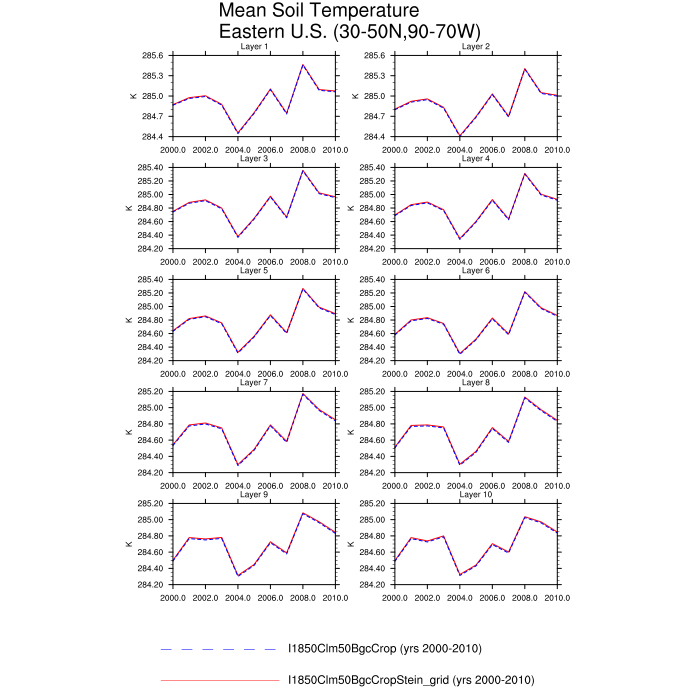 Mean Soil Temperature
Eastern U.S. (30-50N,90-70W)
Layer 1
Layer 2
285.6
285.3
285.0
284.7
284.4
K
2000.0 2002.0 2004.0 2006.0 2008.0 2010.0
285.6
285.3
285.0
284.7
284.4
K
2000.0 2002.0 2004.0 2006.0 2008.0 2010.0
Layer 3
Layer 4
285.40
285.20
285.00
284.80
284.60
284.40
284.20
K
2000.0 2002.0 2004.0 2006.0 2008.0 2010.0
285.40
285.20
285.00
284.80
284.60
284.40
284.20
K
2000.0 2002.0 2004.0 2006.0 2008.0 2010.0
Layer 5
Layer 6
285.40
285.20
285.00
284.80
284.60
284.40
284.20
K
2000.0 2002.0 2004.0 2006.0 2008.0 2010.0
285.40
285.20
285.00
284.80
284.60
284.40
284.20
K
2000.0 2002.0 2004.0 2006.0 2008.0 2010.0
Layer 7
Layer 8
285.20
285.00
284.80
284.60
284.40
284.20
K
2000.0 2002.0 2004.0 2006.0 2008.0 2010.0
285.20
285.00
284.80
284.60
284.40
284.20
K
2000.0 2002.0 2004.0 2006.0 2008.0 2010.0
Layer 9
Layer 10
285.20
285.00
284.80
284.60
284.40
284.20
K
2000.0 2002.0 2004.0 2006.0 2008.0 2010.0
285.20
285.00
284.80
284.60
284.40
284.20
K
2000.0 2002.0 2004.0 2006.0 2008.0 2010.0
I1850Clm50BgcCrop (yrs 2000-2010)
I1850Clm50BgcCropStein_grid (yrs 2000-2010)